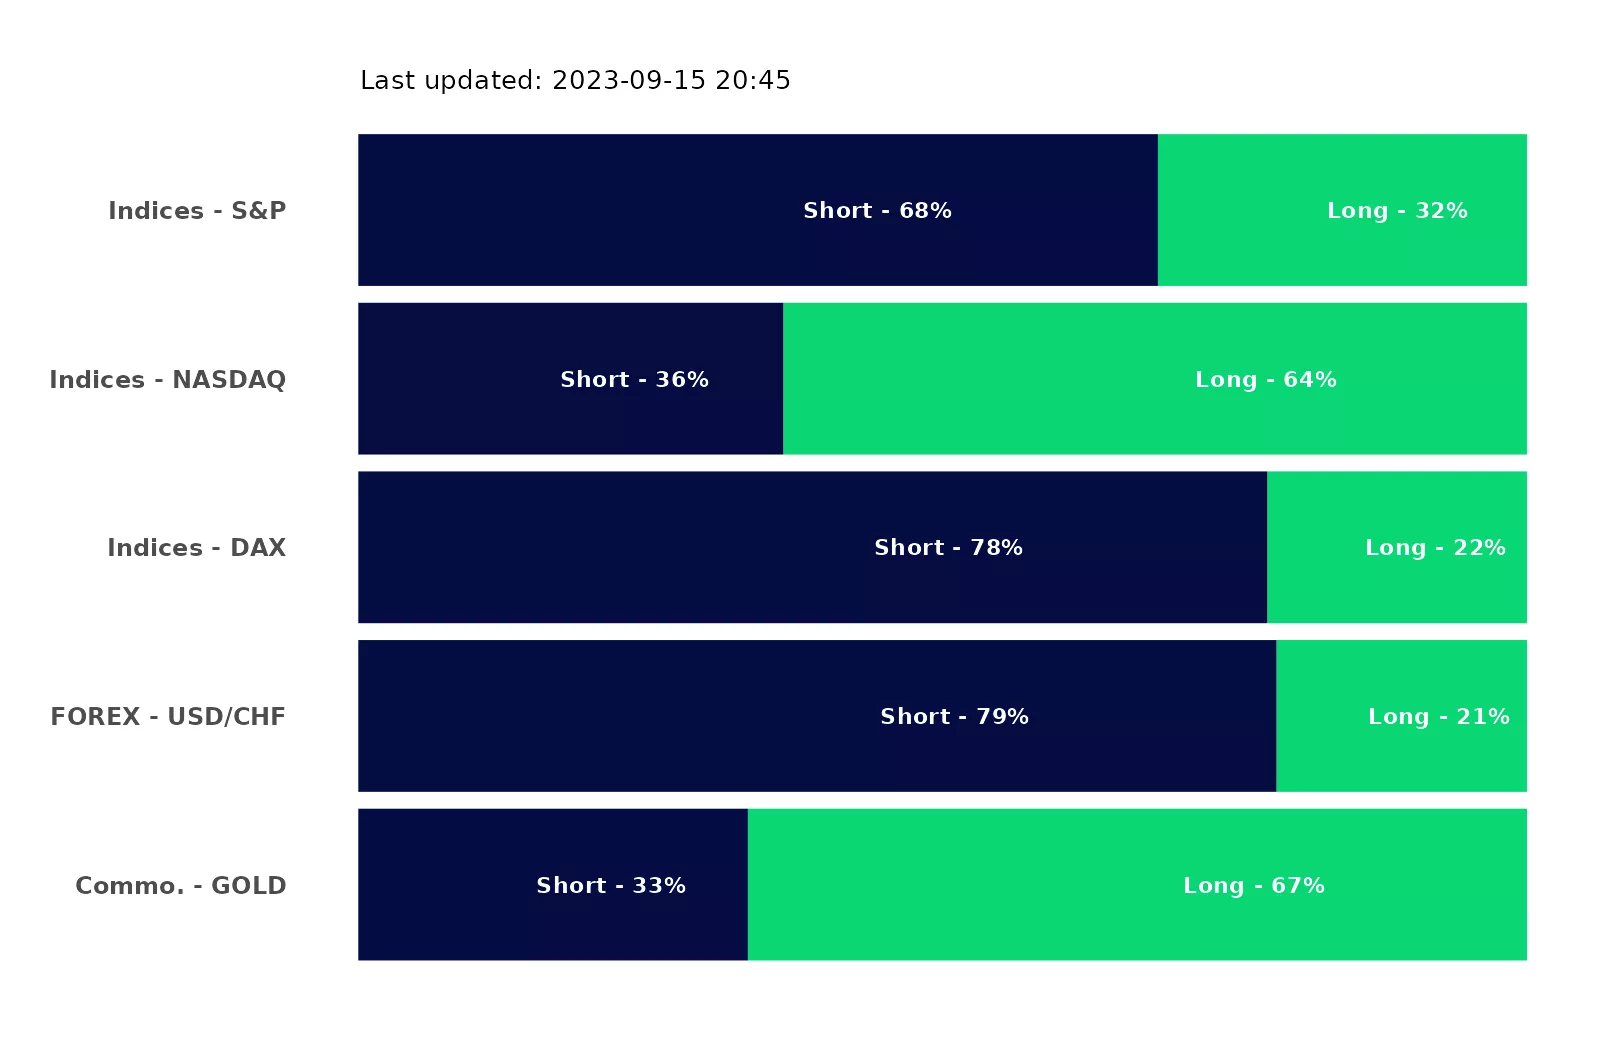 Last updated: 2023-09-15 20:45
Indices - S&P Short - 68% Long - 32%
Indices - NASDAQ Short - 36% Long - 64%
Indices - DAX Short - 78% Long - 22%
FOREX - USD/CHF Short - 79% Long - 21%
Commo. - GOLD Short - 33% Long - 67%